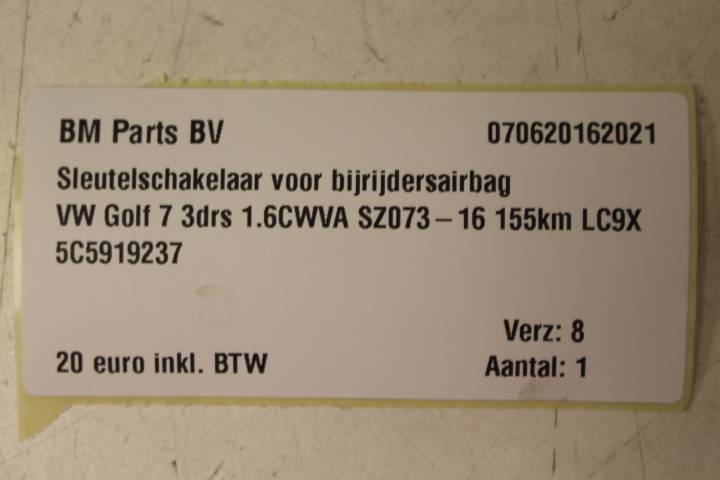 BM Parts BV 070620162021
Sleutelschakelaar voor bijrijdersairbag
VW Golf 7 3drs 1.6CWVA SZ073-16 155km LC9X
5C5919237
Verz: 8
20 euro inkl. BTW Aantal: 1